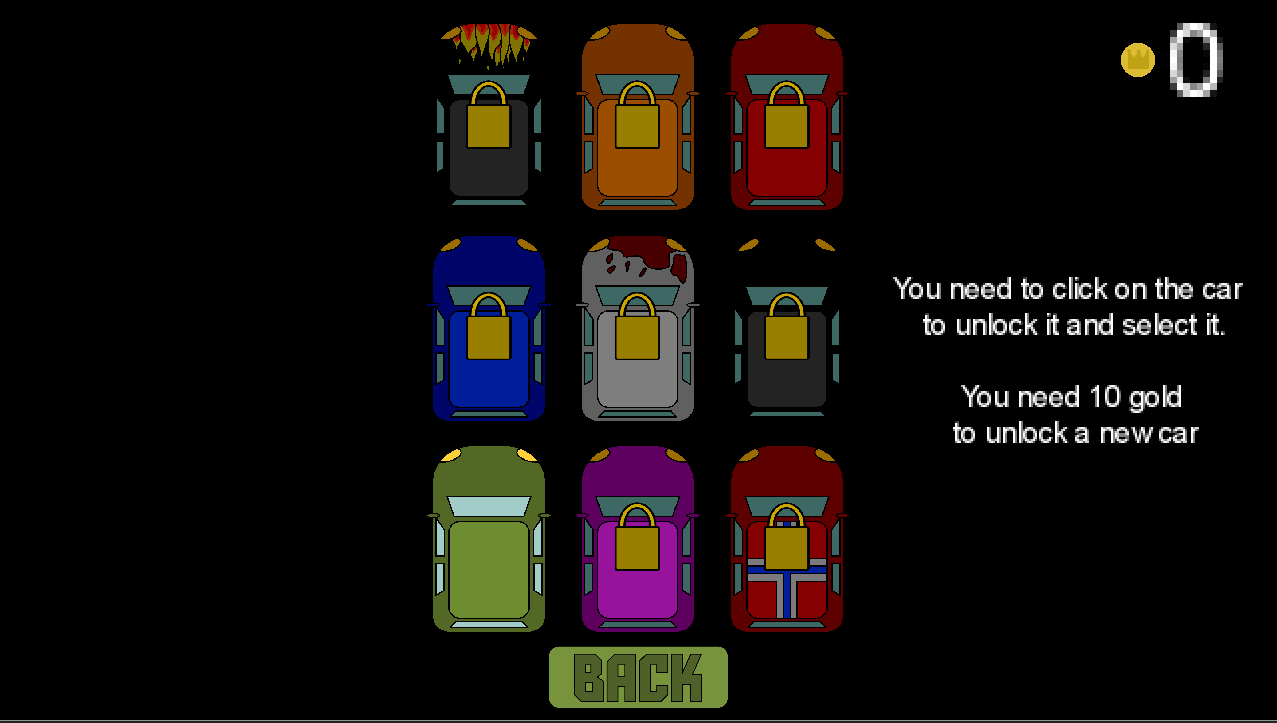 0
You need to click on the car
to unlock it and select it.
You need 10 gold
to unlock a new car
BACK